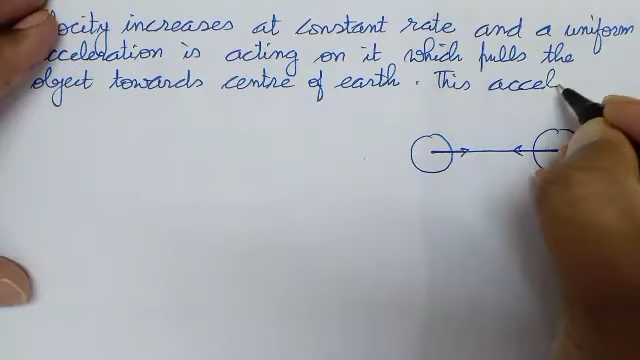 ocity increases at constant rate and a uniform
cceleration is acting on it which pulls the
object towards centre of earth. This accel